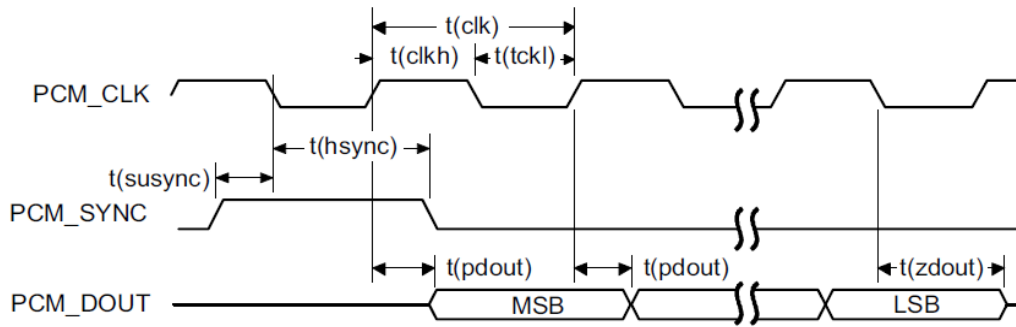 t(clk)
t(clkh) t(tckl)
PCM_CLK
t(hsync)
t(susync)
PCM_SYNC
t(pdout) t(pdout) t(zdout)
PCM_DOUT MSB LSB